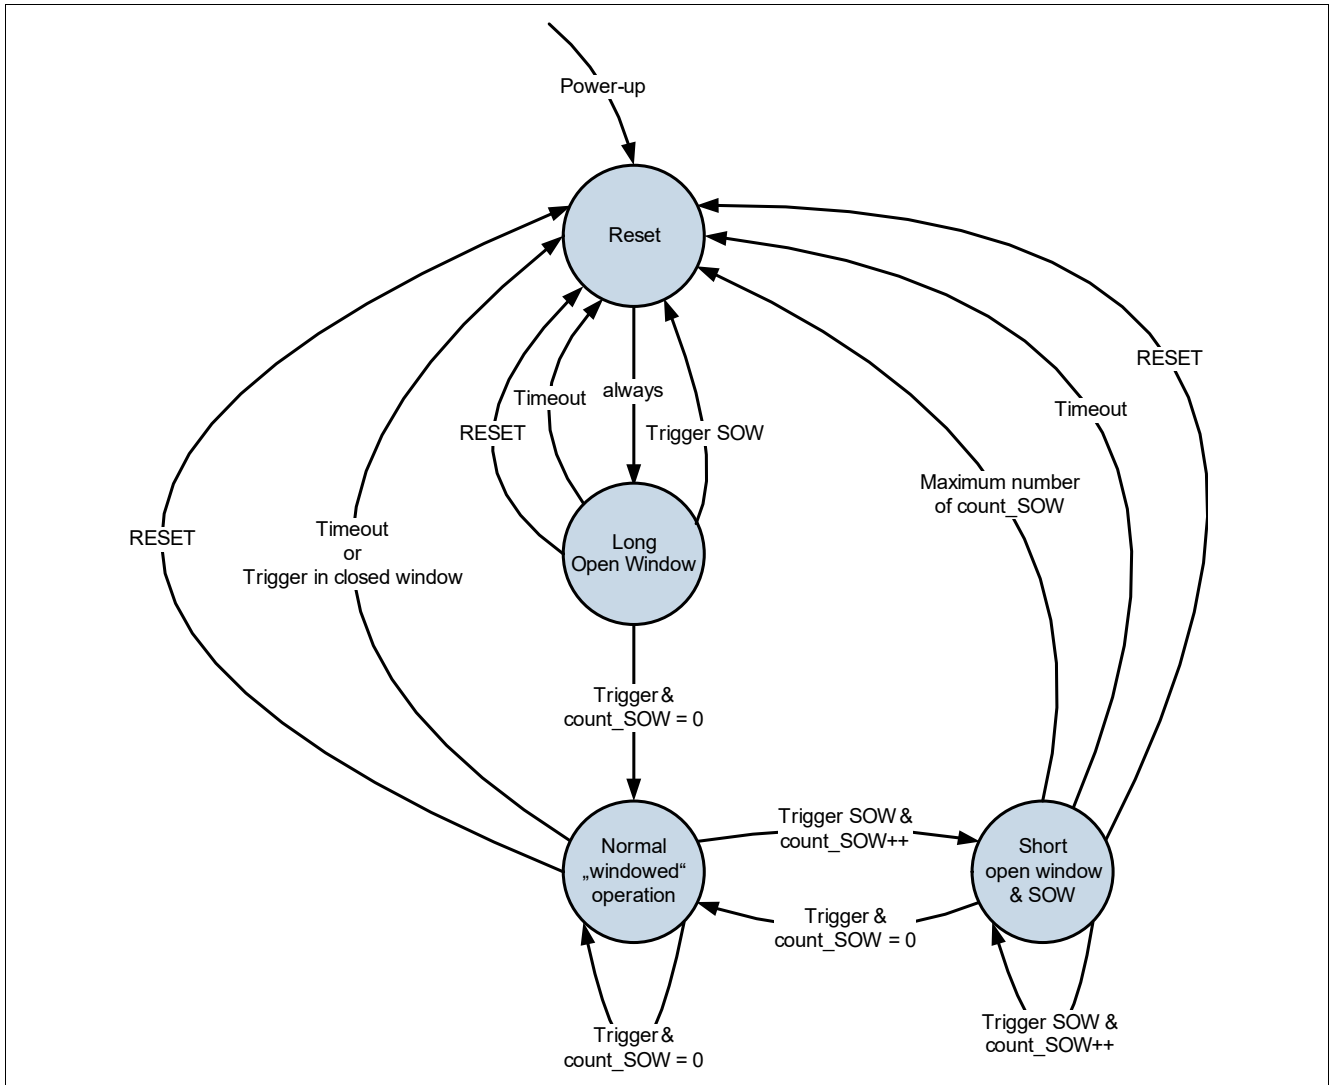 Power-up
Reset
RESET
Timeout
always
Timeout
RESET
Trigger SOW
Maximum number
of count_SOW
RESET
Timeout
or
Trigger in closed window
Long
Open Window
Trigger &
count_SOW = 0
Trigger SOW &
count_SOW++
Normal
„windowed“
operation
Short
open window
& SOW
Trigger &
count_SOW = 0
Trigger &
count_SOW = 0
Trigger SOW &
count_SOW++